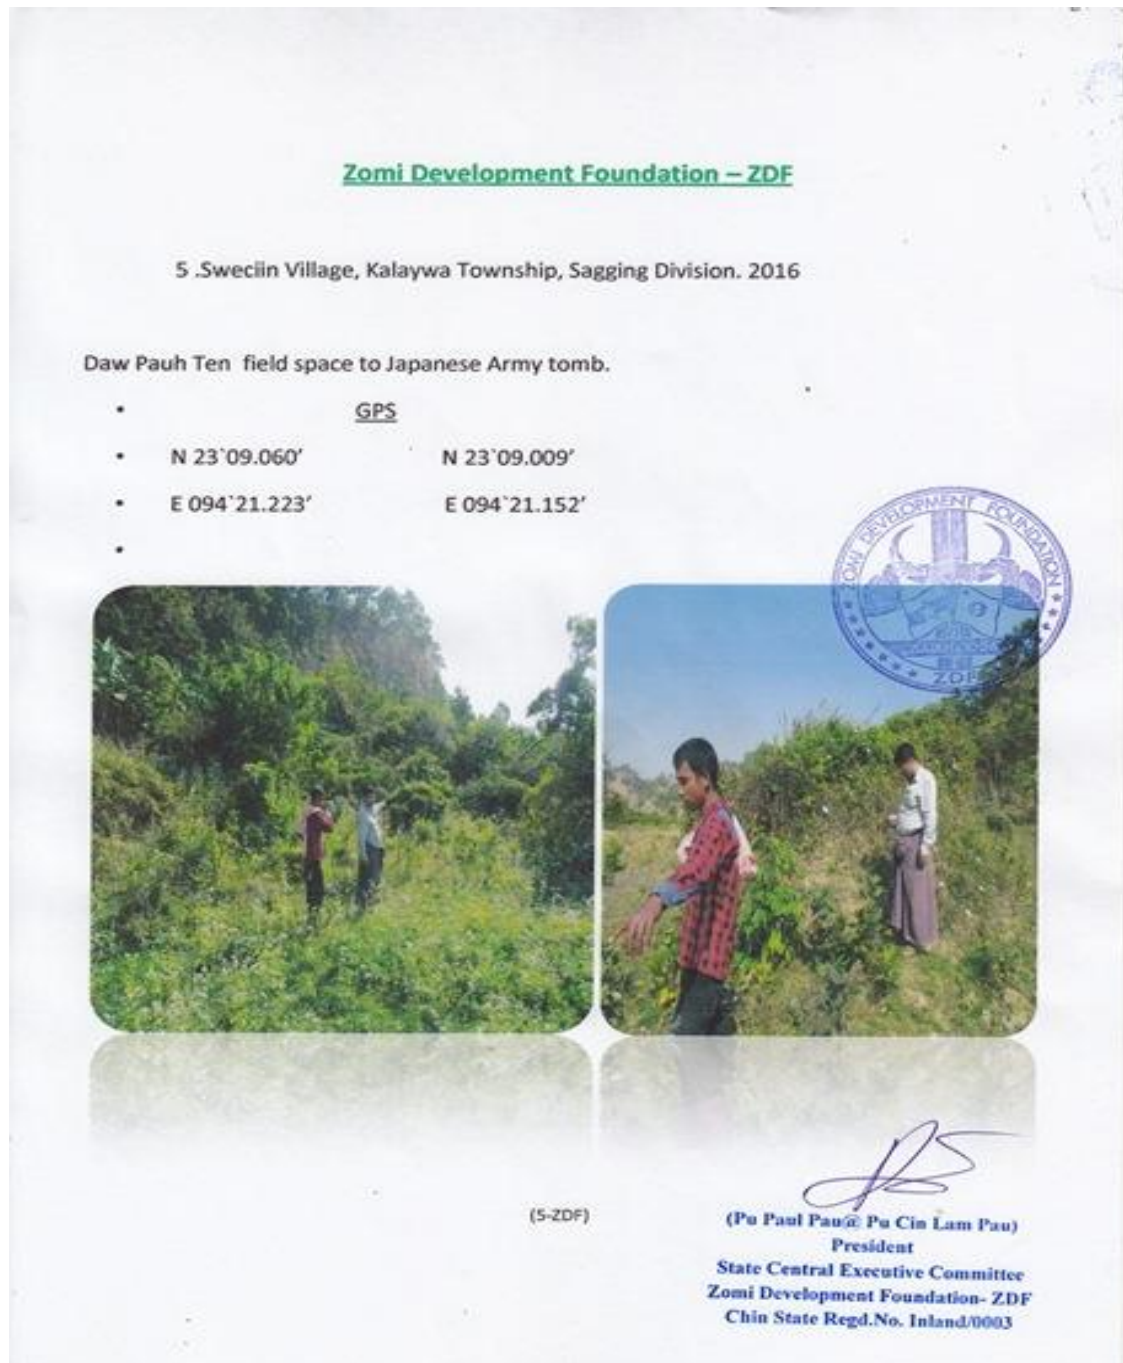 Zomi Development Foundation – ZDF
5 .Sweciin Village, Kalaywa Township, Sagging Division. 2016
Daw Pauh Ten field space to Japanese Army tomb.
• GPS
• N 23`09.060’ N 23`09.009’
• E 094`21.223’ E 094`21.152’
•
ZOMI DEVELOPMENT FOUNDATION
ZDF
(5-ZDF)
(Pu Paul Pau@ Pu Cin Lam Pau)
President
State Central Executive Committee
Zomi Development Foundation- ZDF
Chin State Regd.No. Inland/0003